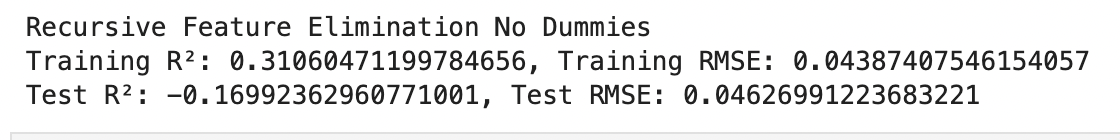 Recursive Feature Elimination No Dummies
Training R²: 0.31060471199784656, Training RMSE: 0.04387407546154057
Test R²: −0.16992362960771001, Test RMSE: 0.04626991223683221